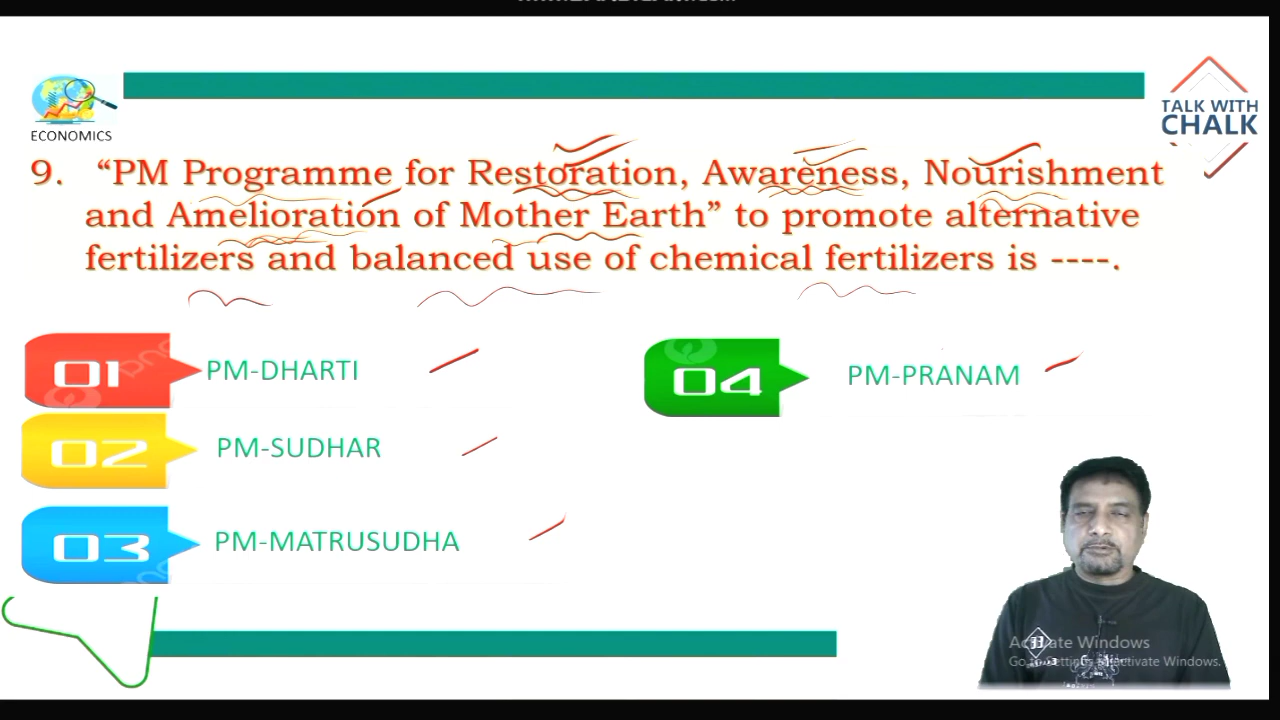 ECONOMICS
TALK WITH
CHALK
9. “PM Programme for Restoration, Awareness, Nourishment
and Amelioration of Mother Earth” to promote alternative
fertilizers and balanced use of chemical fertilizers is ----.
01 PM-DHARTI
04 PM-PRANAM
02 PM-SUDHAR
03 PM-MATRUSUDHA
Activate Windows
Go to Settings to activate Windows.